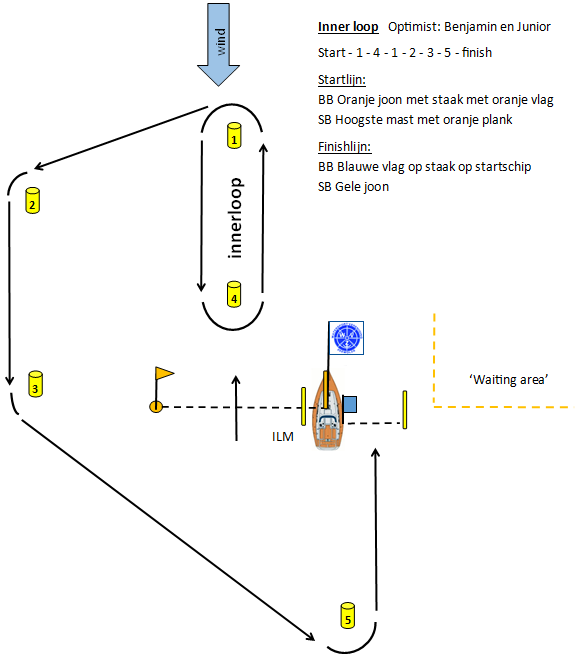 Inner loop Optimist: Benjamin en Junior
Start - 1 - 4 - 1 - 2 - 3 - 5 - finish
Startlijn:
BB Oranje joon met staak met oranje vlag
SB Hoogste mast met oranje plank
Finishlijn:
BB Blauwe vlag op staak op startschip
SB Gele joon
wind
1
2
innerloop
4
3
'Waiting area'
ILM
5